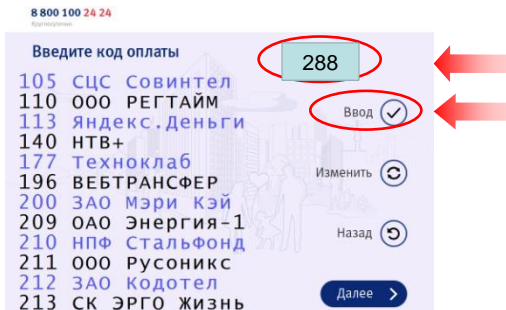 8 800 100 24 24
Круглосуточно
Введите код оплаты
288
105 СЦС Совинтел
110 ООО РЕГТАЙМ
Ввод
113 Яндекс.Деньги
140 НТВ+
177 Техноклаб
Изменить
196 ВЕБТРАНСФЕР
200 ЗАО Мэри Кэй
209 ОАО Энергия-1
Назад
210 НПФ Стальфонд
211 ООО Русоникс
212 ЗАО Кодотел
Далее
213 СК ЭРГО Жизнь